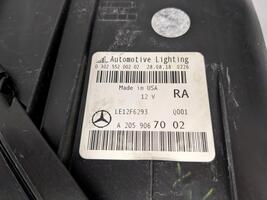 Automotive Lighting
0 302 552 002 02 28.08.18 0226
Made in USA
12 V
RA
LE12F6293 Q001
A 205 906 70 02